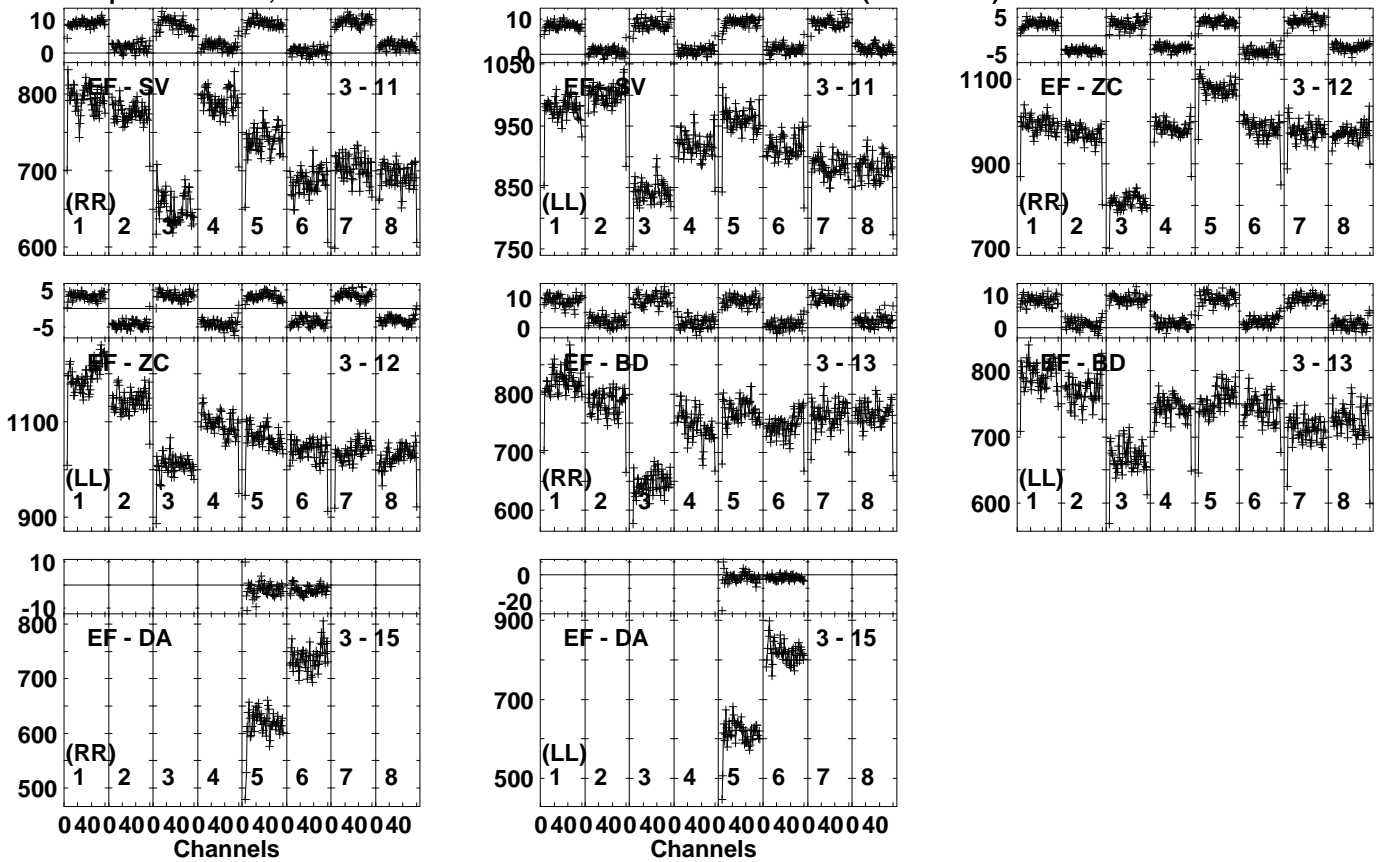 10
0
EF - SV 3 - 11
800
700
600
(RR)
1 2 3 4 5 6 7 8
10
0
1050
EF - SV 3 - 11
950
850
750
(LL)
1 2 3 4 5 6 7 8
5
-5
1100
EF - ZC 3 - 12
900
700
(RR)
1 2 3 4 5 6 7 8
5
-5
EF - ZC 3 - 12
1100
900
(LL)
1 2 3 4 5 6 7 8
10
0
EF - BD 3 - 13
800
700
600
(RR)
1 2 3 4 5 6 7 8
10
0
800
EF - BD 3 - 13
700
600
(LL)
1 2 3 4 5 6 7 8
10
-10
800
EF - DA 3 - 15
700
600
500
(RR)
1 2 3 4 5 6 7 8
0 40 0 40 0 40 0 40 0 40 0 40 0 40 0 40
Channels
0
-20
900
EF - DA 3 - 15
700
500
(LL)
1 2 3 4 5 6 7 8
0 40 0 40 0 40 0 40 0 40 0 40 0 40 0 40
Channels